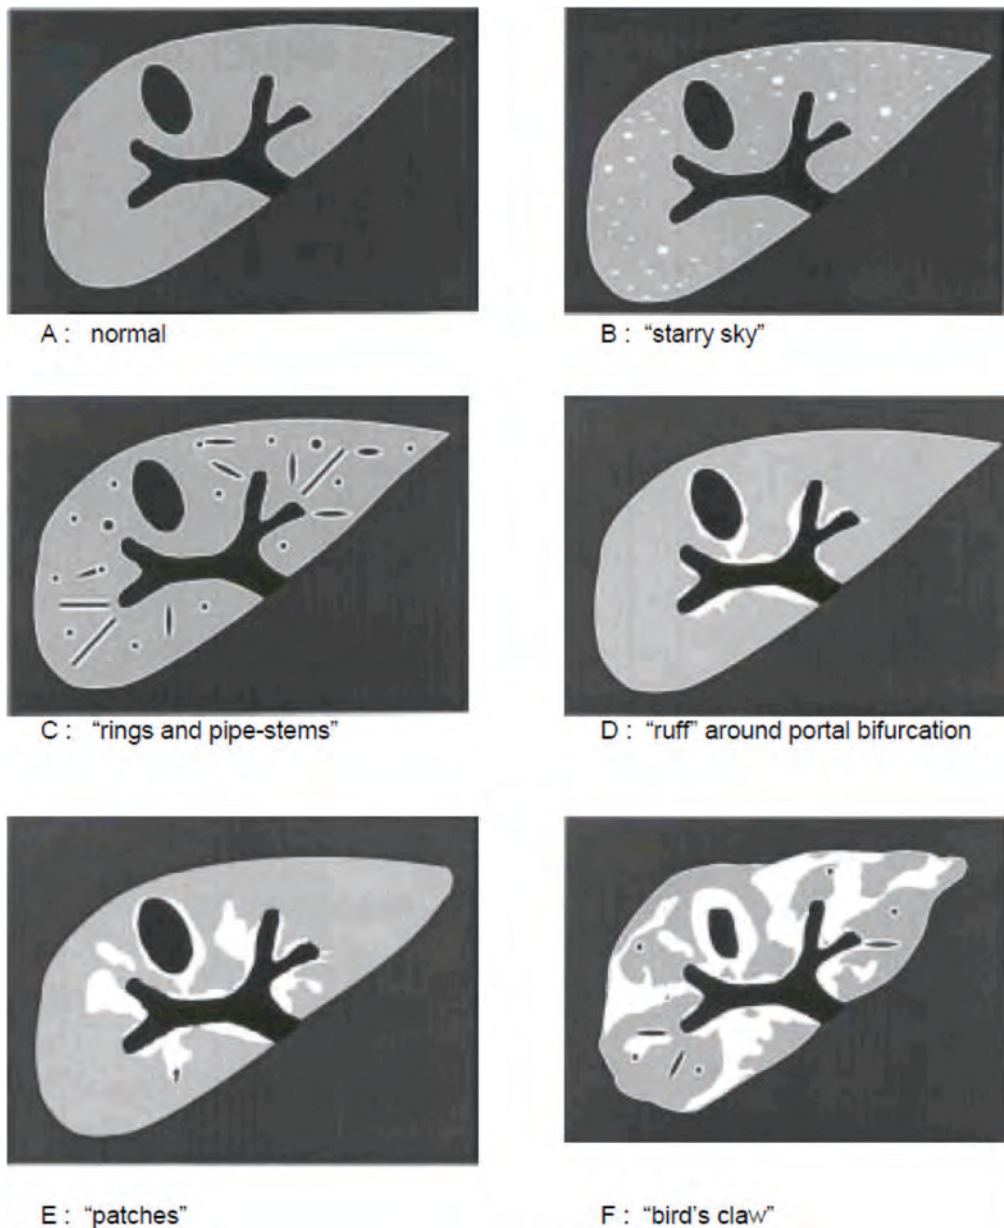 A : normal
B : “starry sky”
C : “rings and pipe-stems”
D : “ruff” around portal bifurcation
E : “patches”
F : “bird’s claw”